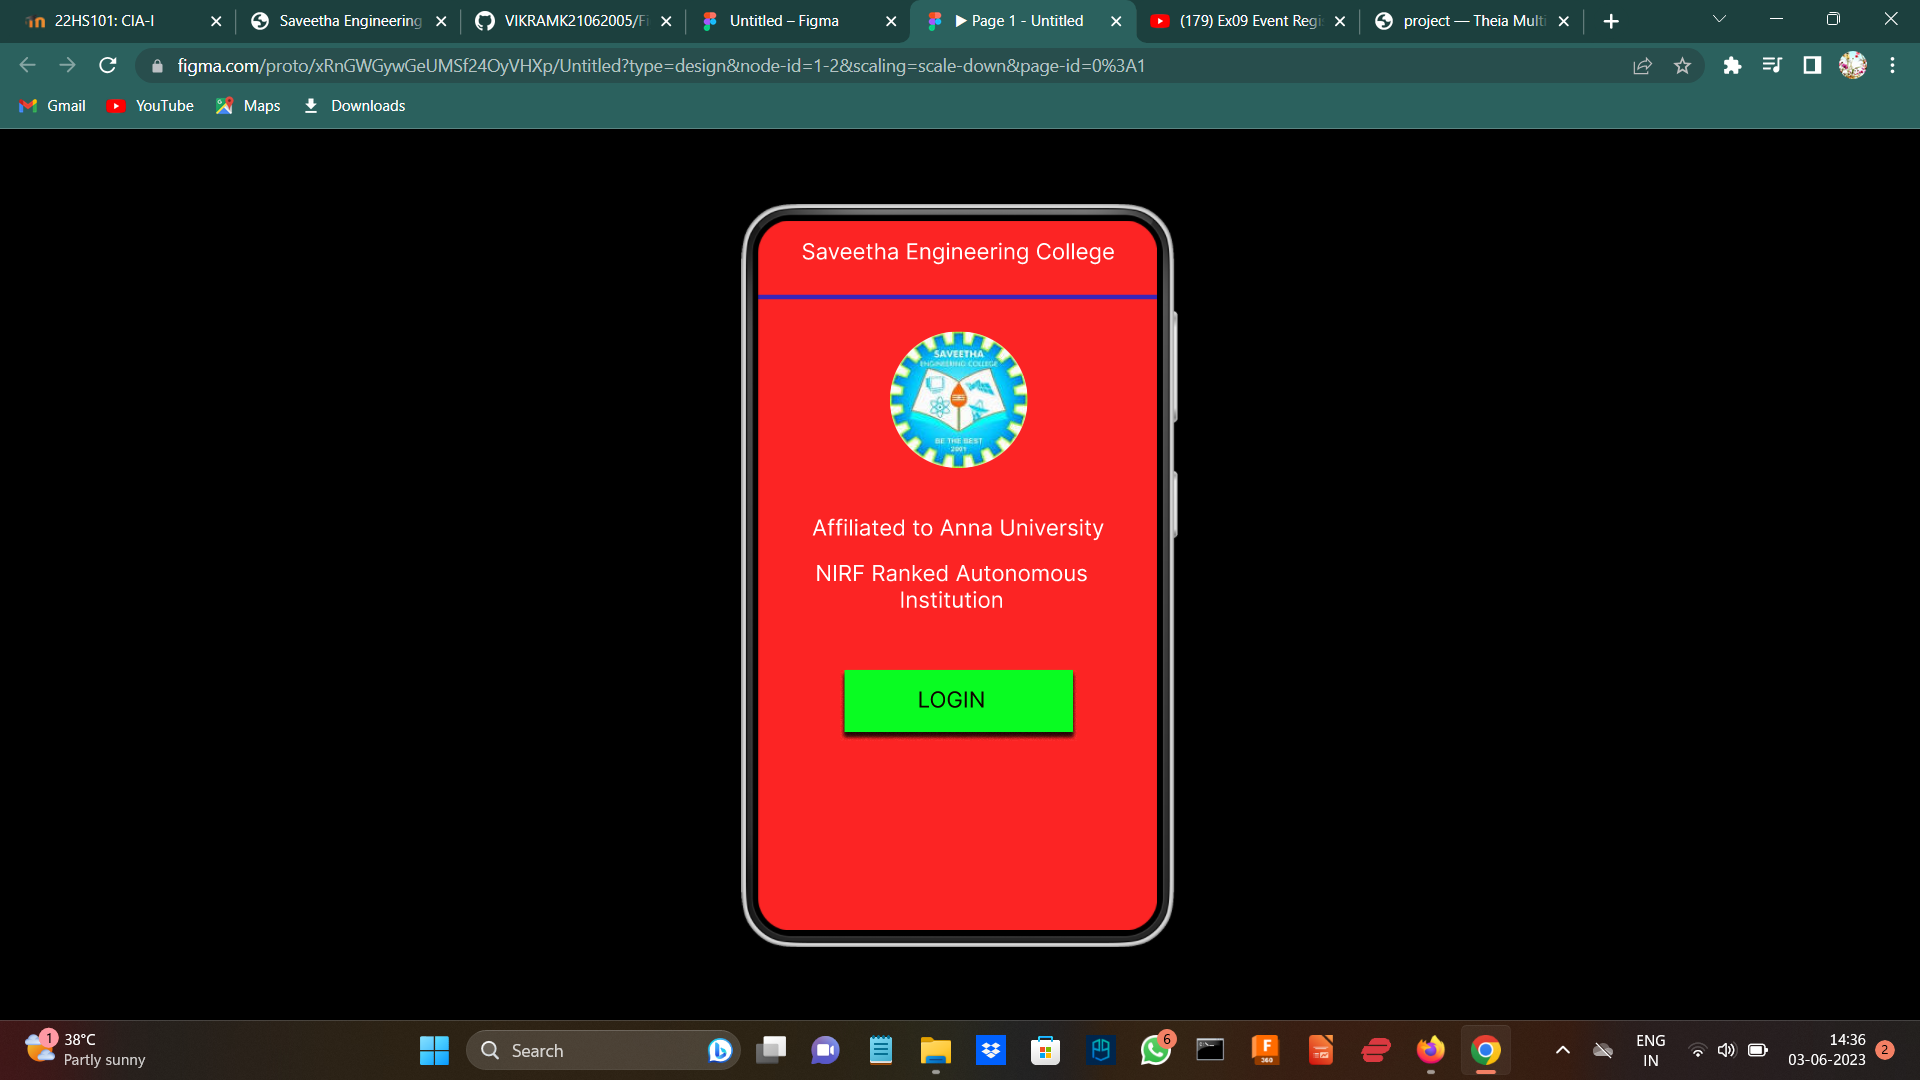 22HS101: CIA-I
Saveetha Engineering
VIKRAMK21062005/Fi
Untitled – Figma
▶ Page 1 - Untitled
(179) Ex09 Event Regis
project — Theia Multi
figma.com/proto/xRnGWGywGeUMSf24OyVHXp/Untitled?type=design&node-id=1-2&scaling=scale-down&page-id=0%3A1
Gmail
YouTube
Maps
Downloads
Saveetha Engineering College
SAVEETHA
ENGINEERING COLLEGE
BE THE BEST
2001
Affiliated to Anna University
NIRF Ranked Autonomous
Institution
LOGIN
1
38°C
Partly sunny
Search
6
F
360
ENG
IN
14:36
03-06-2023
2